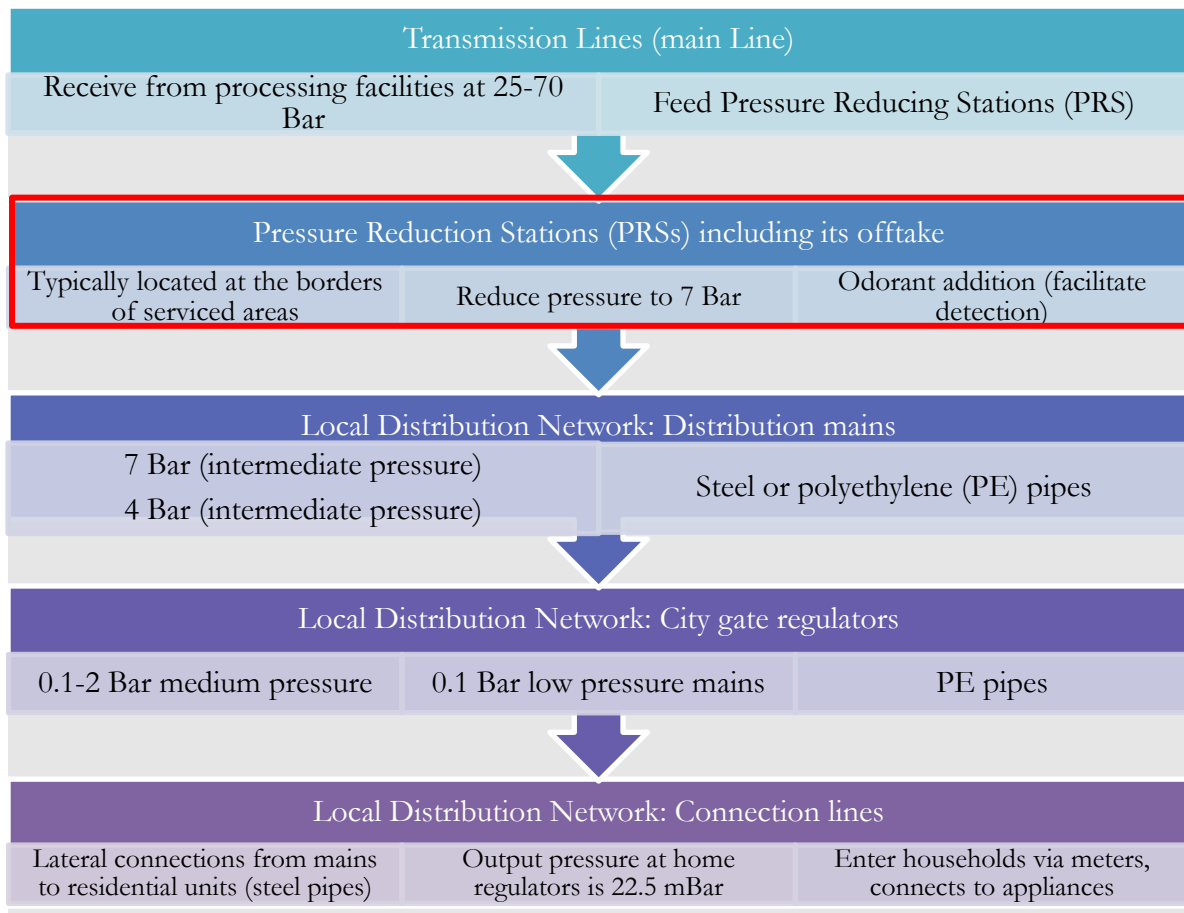 Transmission Lines (main Line)
Receive from processing facilities at 25-70
Bar
Feed Pressure Reducing Stations (PRS)
Pressure Reduction Stations (PRSs) including its offtake
Typically located at the borders
of serviced areas
Reduce pressure to 7 Bar
Odorant addition (facilitate
detection)
Local Distribution Network: Distribution mains
7 Bar (intermediate pressure)
4 Bar (intermediate pressure)
Steel or polyethylene (PE) pipes
Local Distribution Network: City gate regulators
0.1-2 Bar medium pressure
0.1 Bar low pressure mains
PE pipes
Local Distribution Network: Connection lines
Lateral connections from mains
to residential units (steel pipes)
Output pressure at home
regulators is 22.5 mBar
Enter households via meters,
connects to appliances